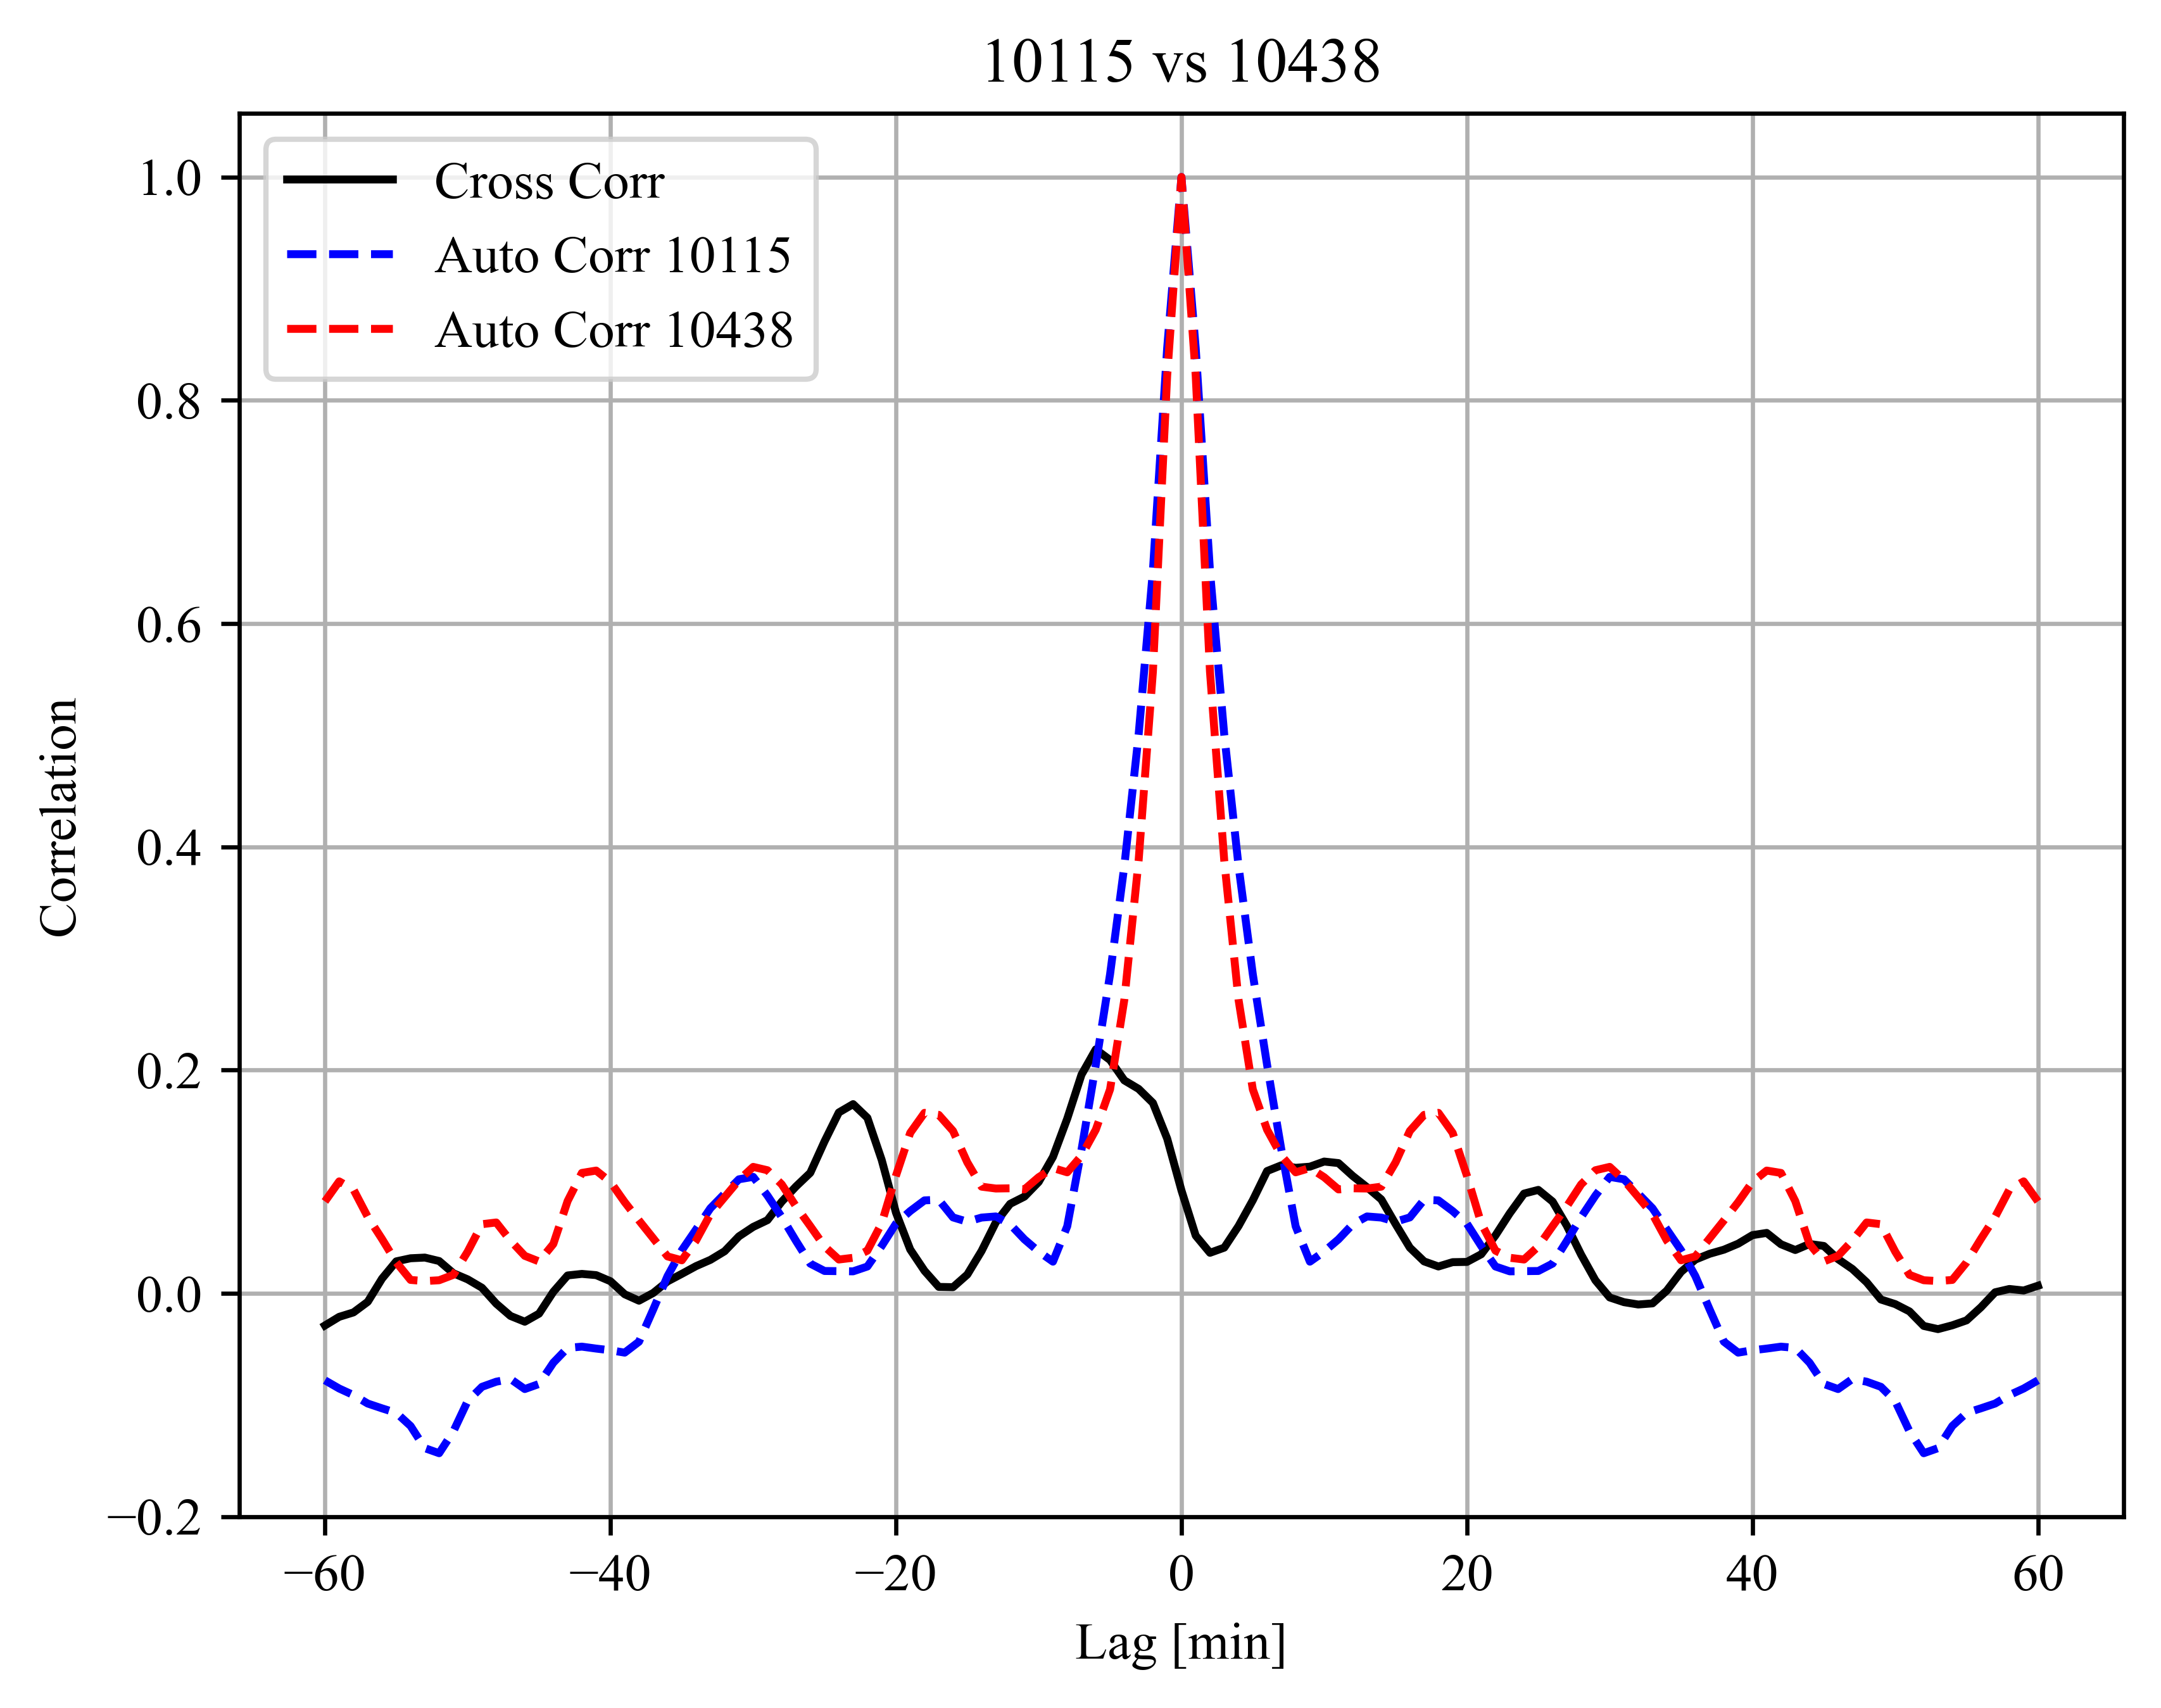 10115 vs 10438
Cross Corr
Auto Corr 10115
Auto Corr 10438
1.0
0.8
0.6
0.4
0.2
0.0
−0.2
Correlation
−60
−40
−20
0
20
40
60
Lag [min]